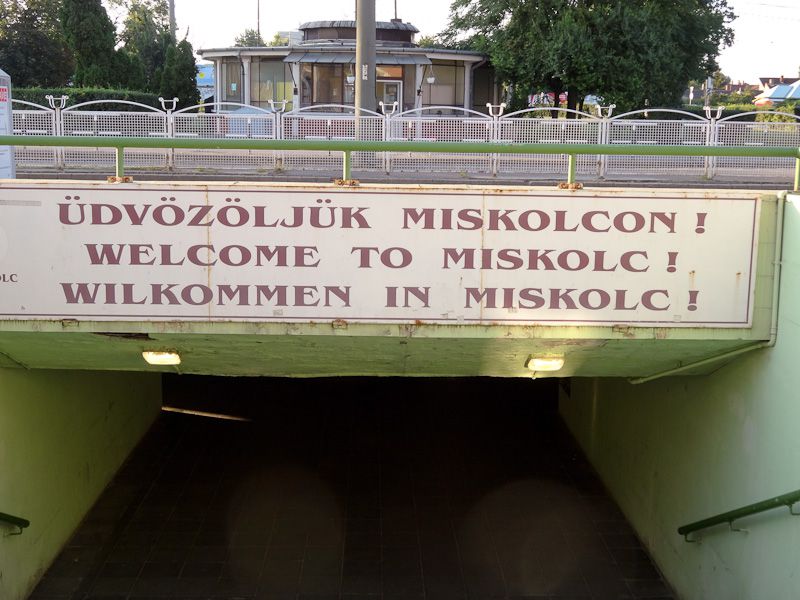 ÜDVÖZÖLJÜK MISKOLCON !
WELCOME TO MISKOLC !
WILKOMMEN IN MISKOLC !